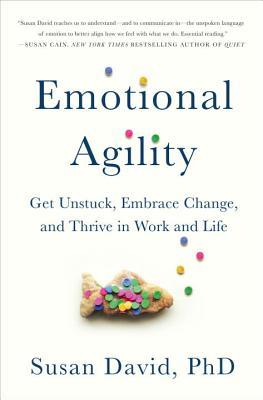 "Susan David teaches us to understand—and to communicate in—the unspoken language
of emotion to better align how we feel with what we do. Essential reading."
—SUSAN CAIN, NEW YORK TIMES BESTSELLING AUTHOR OF QUIET
Emotional
Agility
Get Unstuck, Embrace Change,
and Thrive in Work and Life
Susan David, PhD